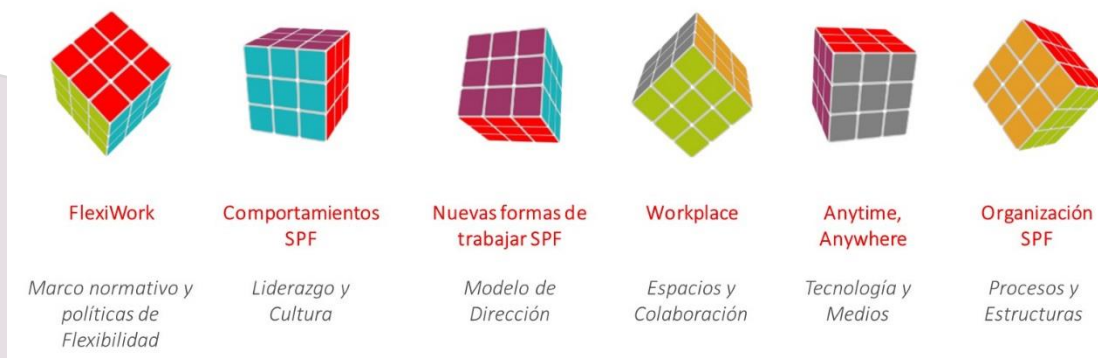 FlexiWork
Marco normativo y
políticas de
Flexibilidad
Comportamientos
SPF
Liderazgo y
Cultura
Nuevas formas de
trabajar SPF
Modelo de
Dirección
Workplace
Espacios y
Colaboración
Anytime,
Anywhere
Tecnología y
Medios
Organización
SPF
Procesos y
Estructuras